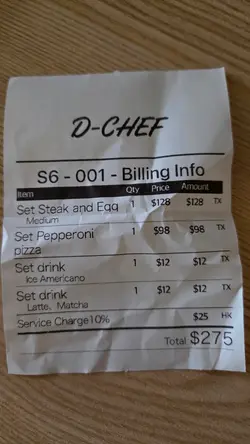 D-CHEF
S6 - 001 - Billing Info
Item Qty Price Amount
Set Steak and Egg 1 $128 $128 TX
Medium
Set Pepperoni 1 $98 $98 TX
pizza
Set drink 1 $12 $12 TX
Ice Americano
Set drink 1 $12 $12 TX
Latte, Matcha
Service Charge10% $25 HK
Total $275